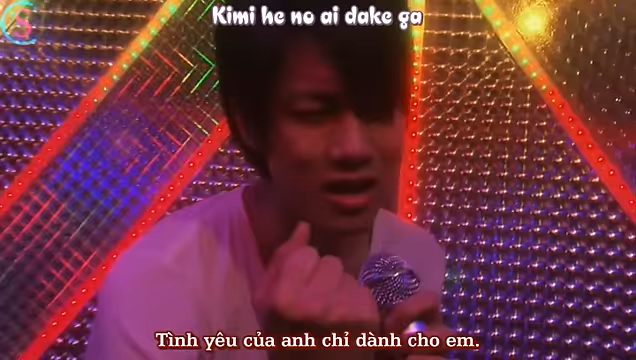 Kimi he no ai dake ga
Tình yêu của anh chỉ dành cho em.